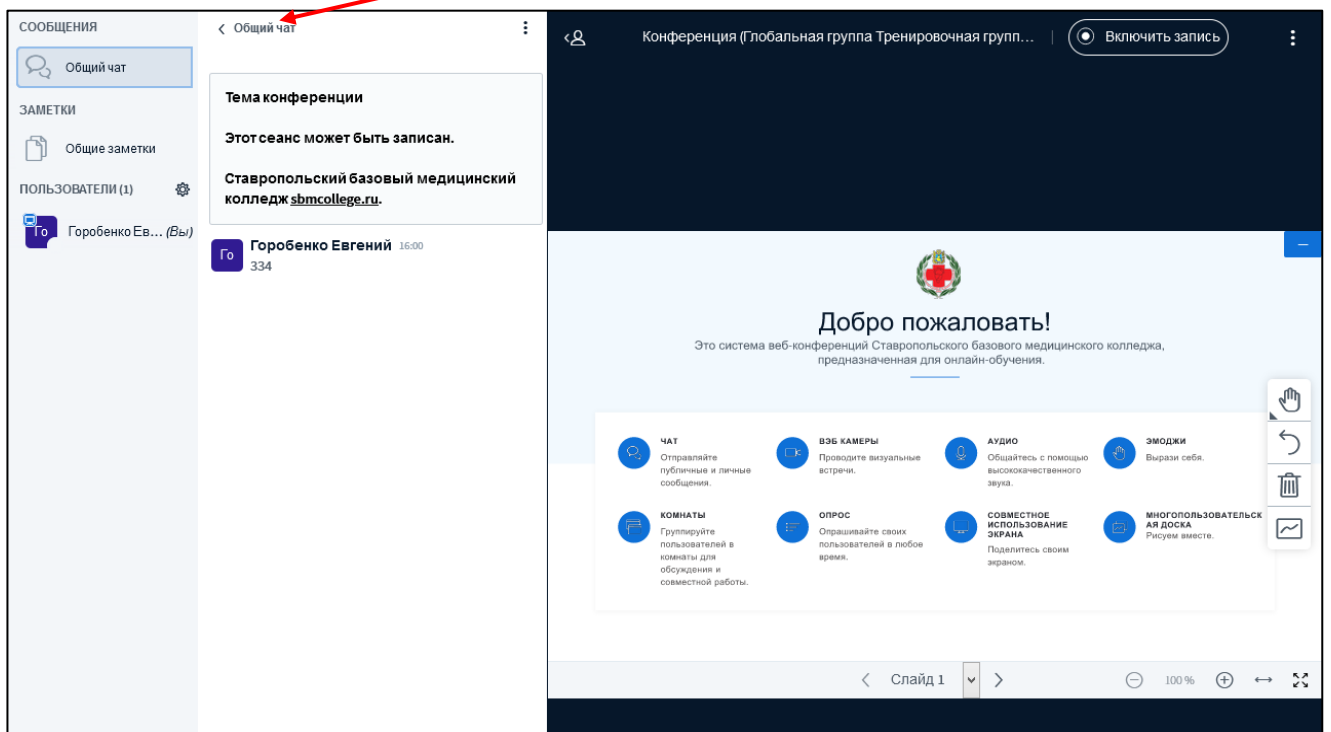 СООБЩЕНИЯ
Общий чат
ЗАМЕТКИ
Общие заметки
ПОЛЬЗОВАТЕЛИ (1)
Го
Горобенко Ев... (Вы)
Общий чат
Тема конференции
Этот сеанс может быть записан.
Ставропольский базовый медицинский
колледж sbmcollege.ru.
Го
Горобенко Евгений 16:00
334
Конференция (Глобальная группа Тренировочная групп...
Включить запись
Добро пожаловать!
Это система веб-конференций Ставропольского базового медицинского колледжа,
предназначенная для онлайн-обучения.
ЧАТ
Отправляйте
публичные и личные
сообщения.
ВЭБ КАМЕРЫ
Проводите визуальные
встречи.
АУДИО
Общайтесь с помощью
высококачественного
звука.
ЭМОДЖИ
Вырази себя.
КОМНАТЫ
Группируйте
пользователей в
комнаты для
обсуждения и
совместной работы.
ОПРОС
Опрашивайте своих
пользователей в любое
время.
СОВМЕСТНОЕ
ИСПОЛЬЗОВАНИЕ
ЭКРАНА
Поделитесь своим
экраном.
МНОГОПОЛЬЗОВАТЕЛЬСК
АЯ ДОСКА
Рисуем вместе.
Слайд 1
100 %